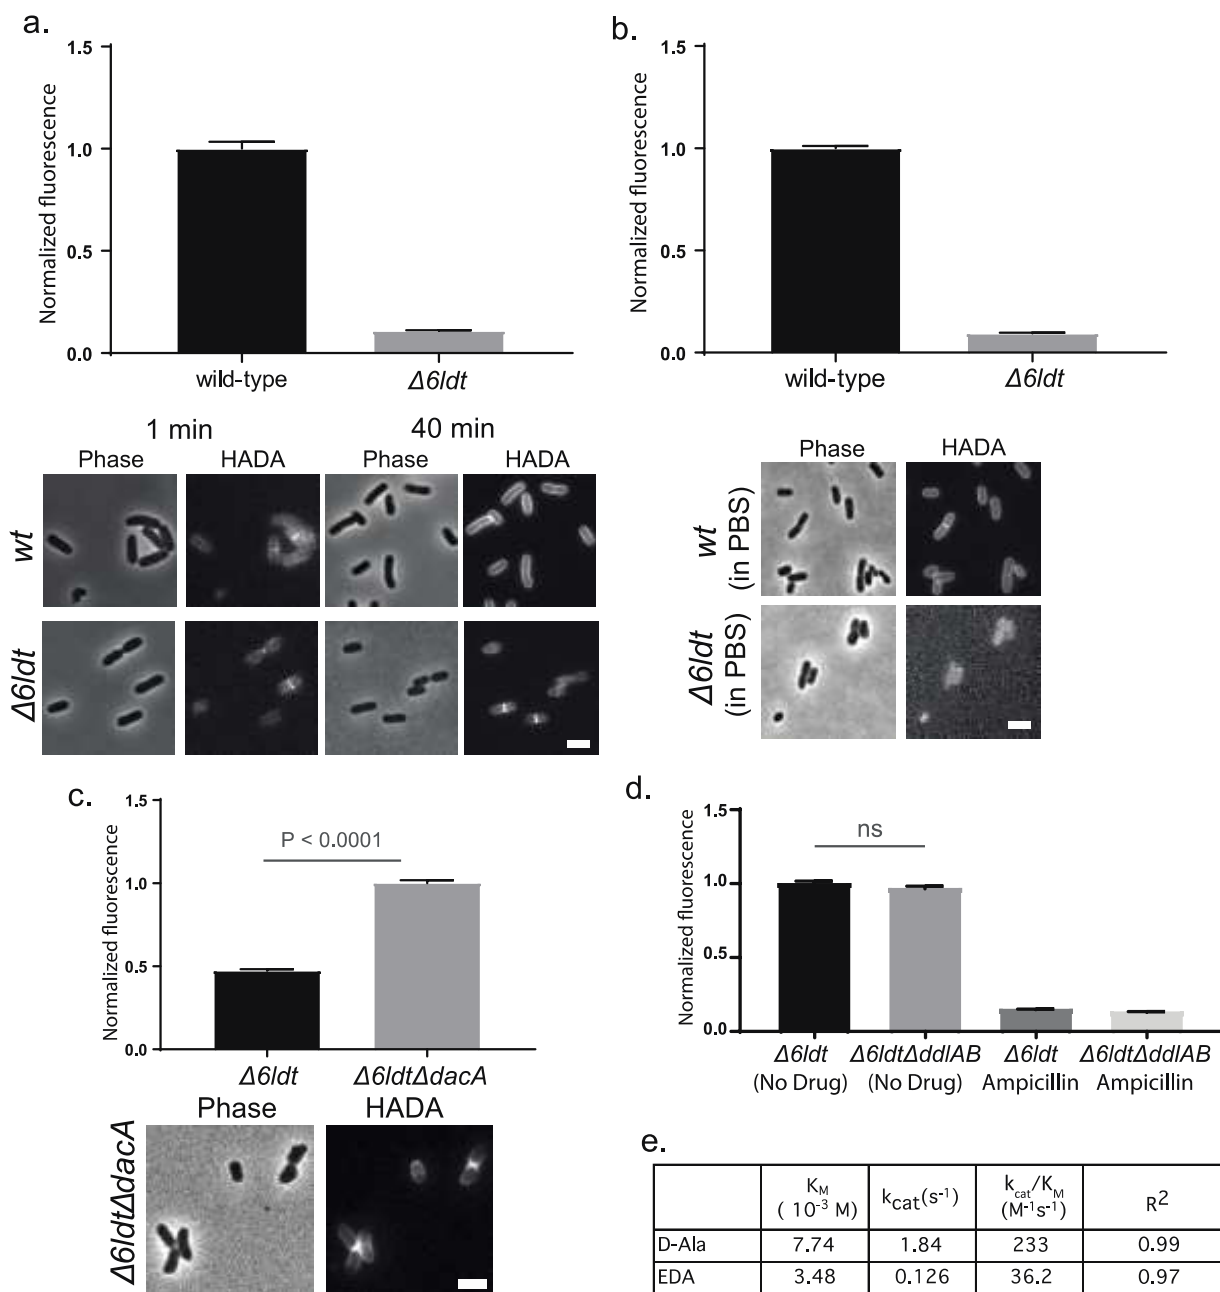 a.
1.5
1.0
0.5
0.0
Normalized fluorescence
wild-type Δ6ldt
1 min 40 min
Phase HADA Phase HADA
wt
Δ6ldt
b.
1.5
1.0
0.5
0.0
Normalized fluorescence
wild-type Δ6ldt
Phase HADA
wt
(in PBS)
Δ6ldt
(in PBS)
c.
1.5
1.0
0.5
0.0
Normalized fluorescence
P < 0.0001
Δ6ldt Δ6ldtΔdacA
Phase HADA
Δ6ldtΔdacA
d.
1.5
1.0
0.5
0.0
Normalized fluorescence
ns
Δ6ldt Δ6ldtΔddlAB Δ6ldt Δ6ldtΔddlAB
(No Drug) (No Drug) Ampicillin Ampicillin
e.
K_M k_cat(s⁻¹) k_cat/K_M R²
( 10⁻³ M) (M⁻¹s⁻¹)
D-Ala 7.74 1.84 233 0.99
EDA 3.48 0.126 36.2 0.97